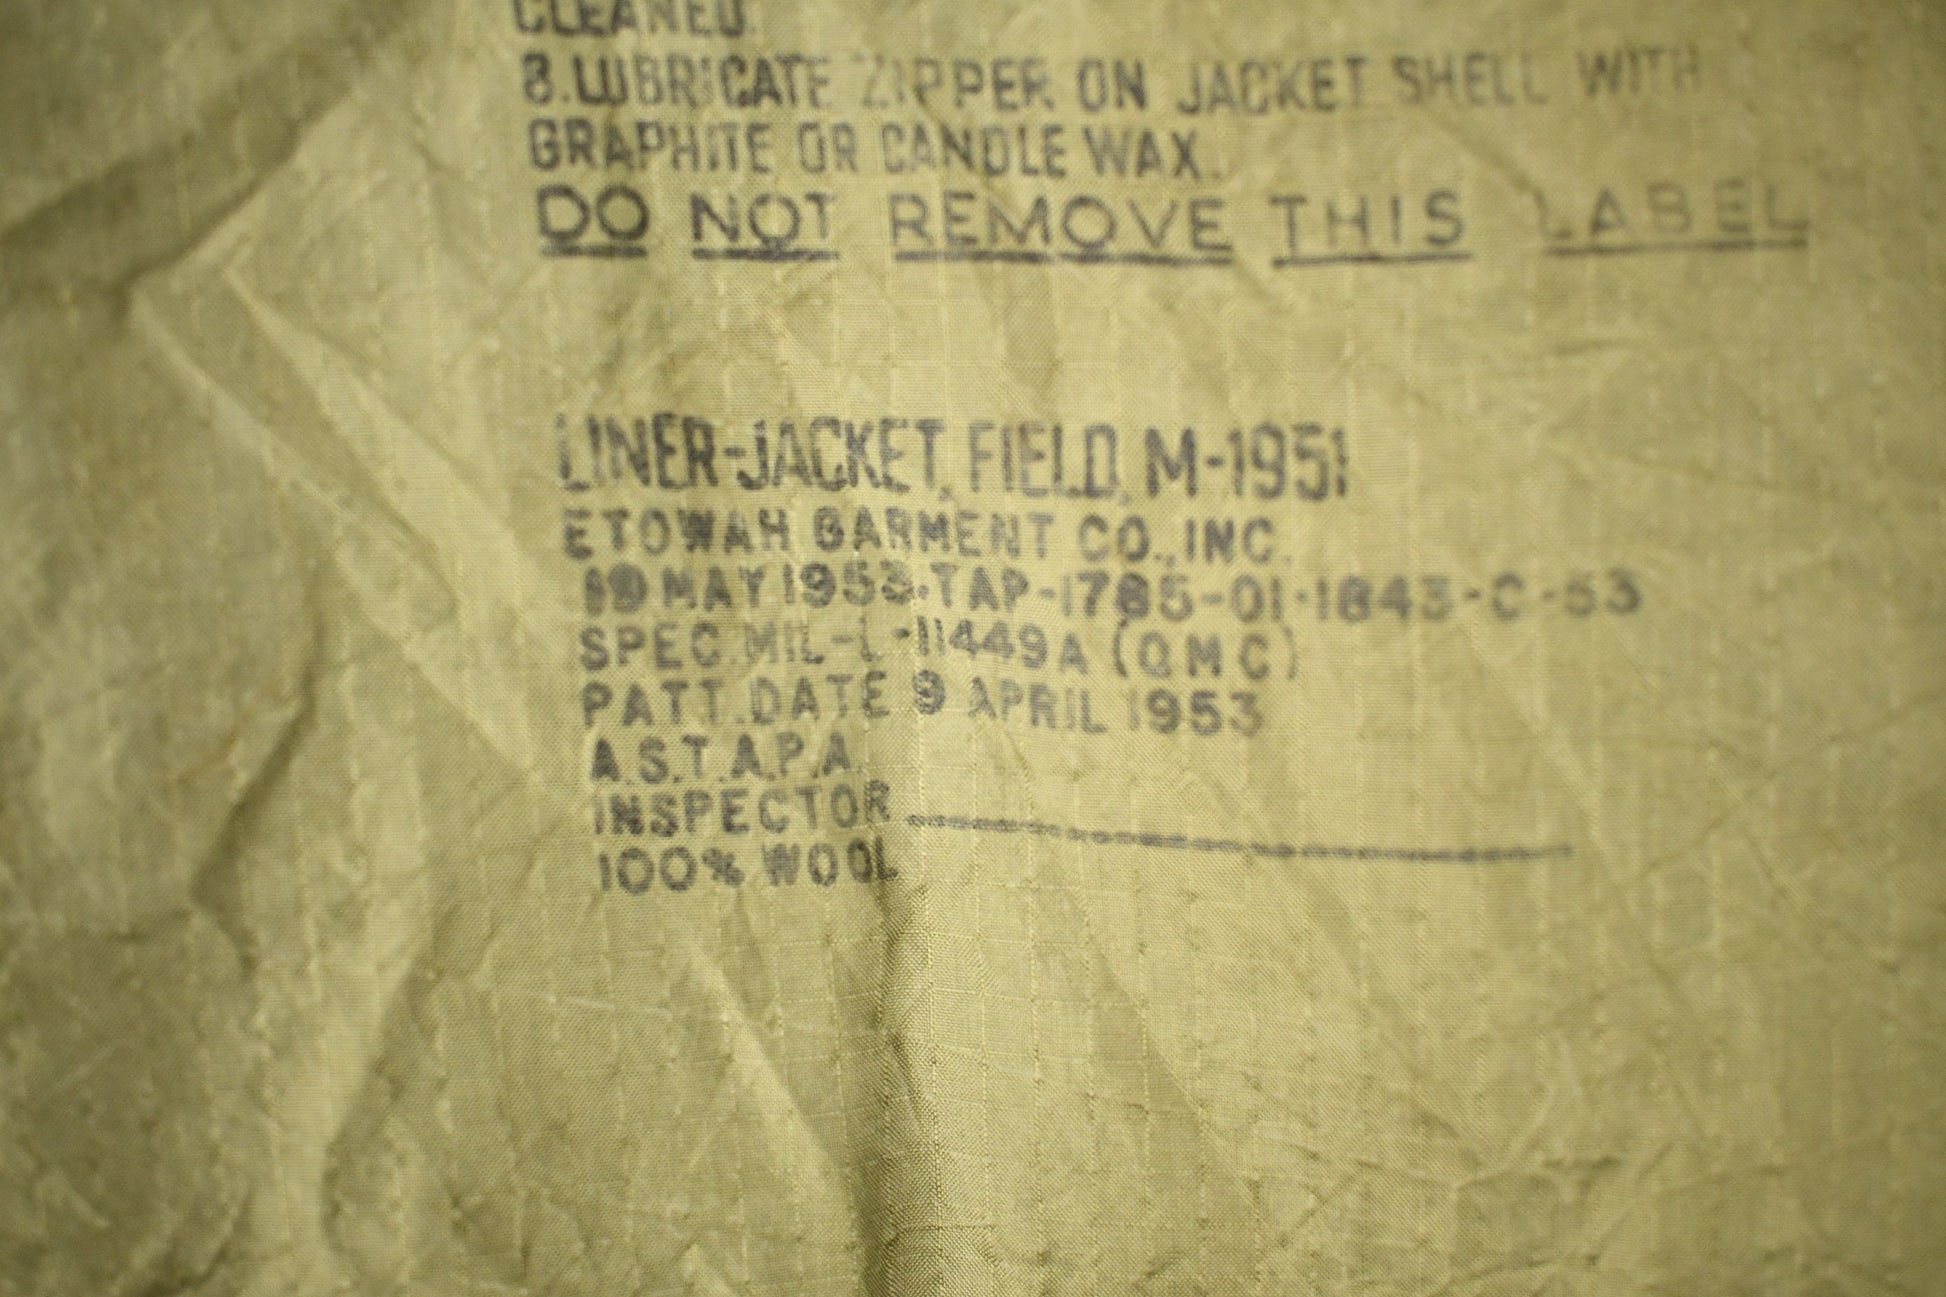 CLEANED.
8. LUBRICATE ZIPPER ON JACKET SHELL WITH
GRAPHITE OR CANDLE WAX.
DO NOT REMOVE THIS LABEL
LINER-JACKET, FIELD, M-1951
ETOWAH GARMENT CO., INC.
19 MAY 1953-TAP-1785-01-1843-C-53
SPEC. MIL-L-11449A (QMC)
PATT. DATE 9 APRIL 1953
A.S.T.A.P.A.
INSPECTOR
100% WOOL